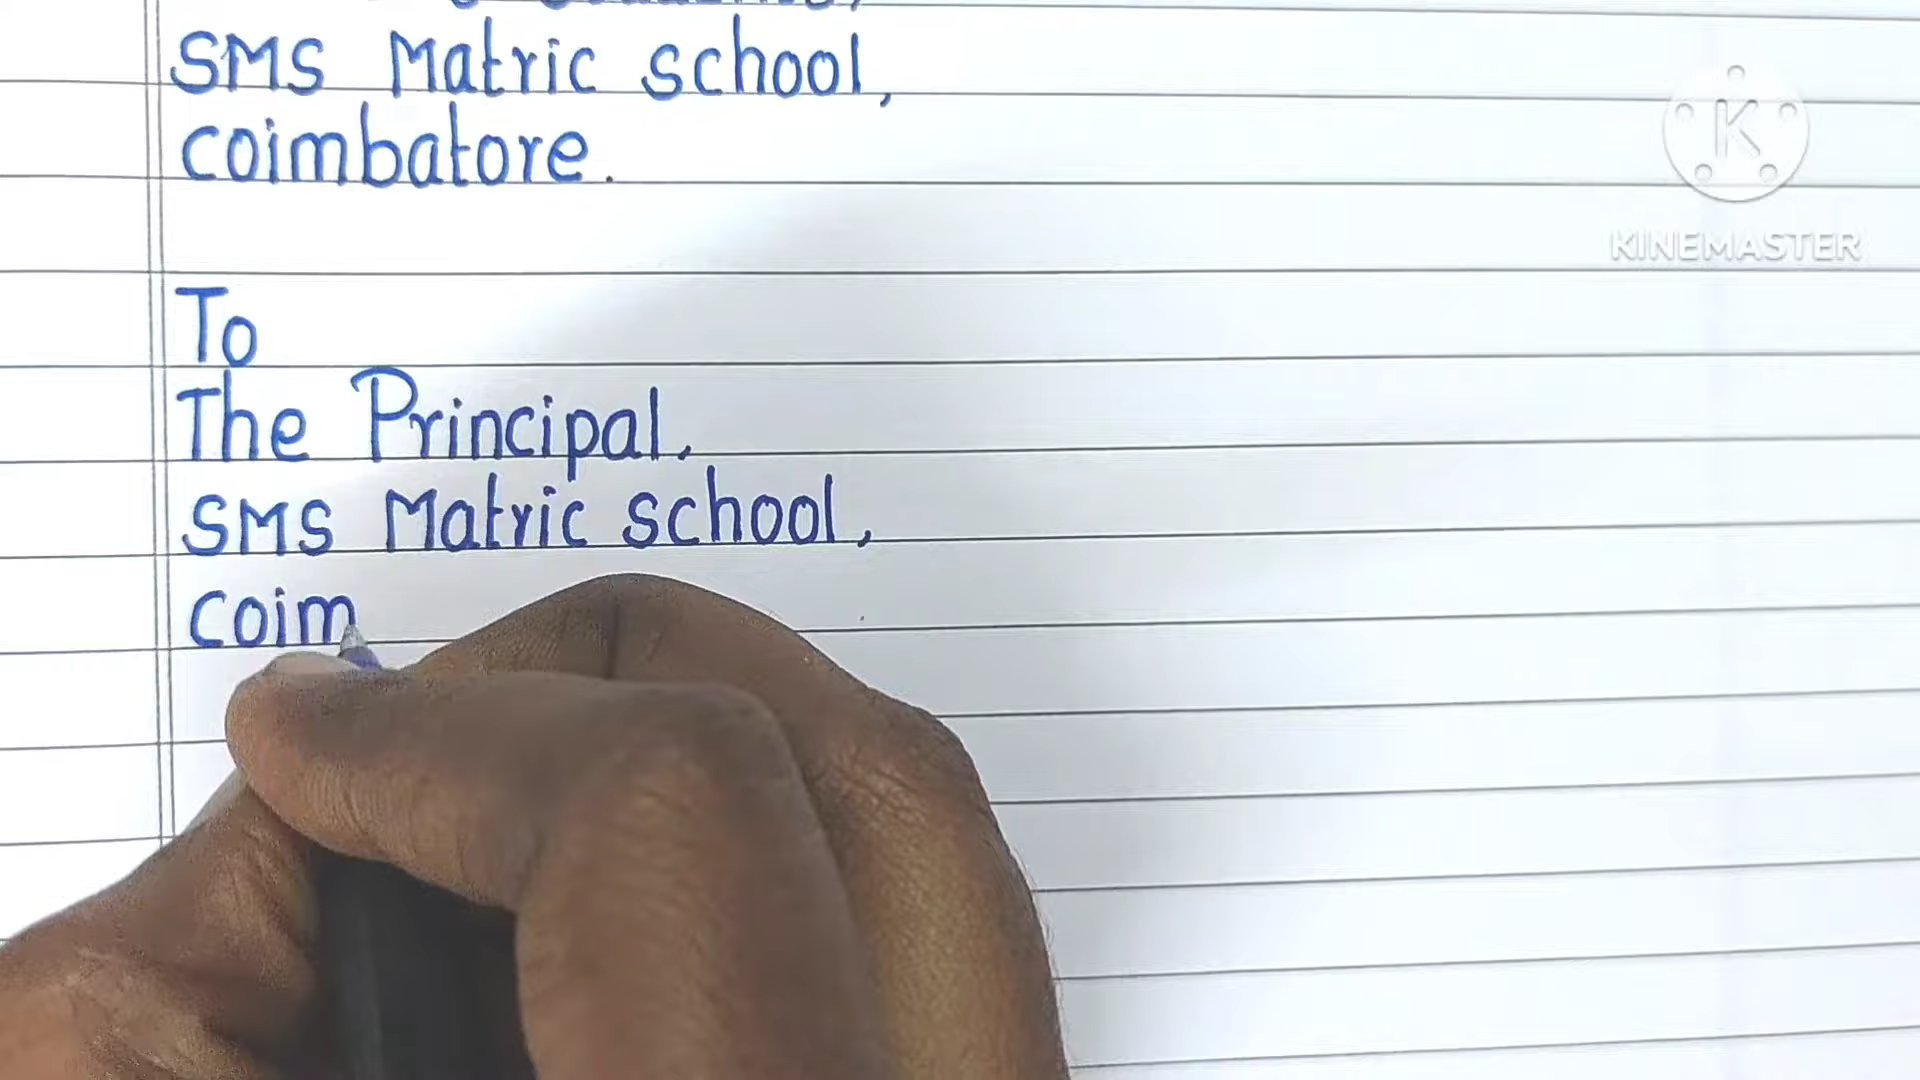 SMS Matric school,
coimbatore.
To
The Principal,
SMS Matric school,
Coim
K
KINEMASTER